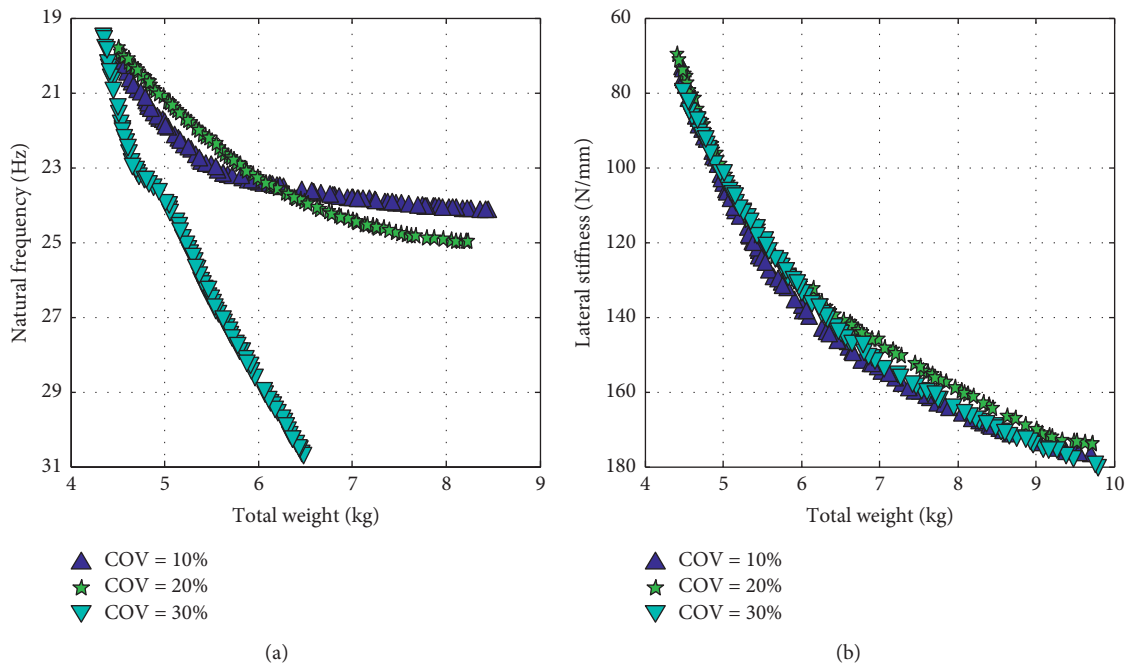 19
21
23
25
27
29
31
Natural frequency (Hz)
4 5 6 7 8 9
Total weight (kg)
COV = 10%
COV = 20%
COV = 30%
(a)
60
80
100
120
140
160
180
Lateral stiffness (N/mm)
4 5 6 7 8 9 10
Total weight (kg)
COV = 10%
COV = 20%
COV = 30%
(b)